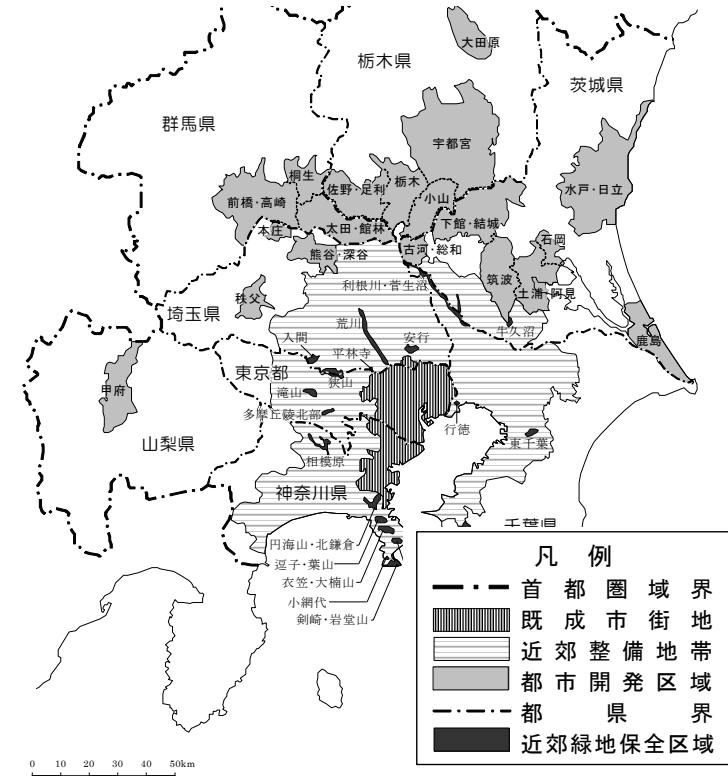 大田原
栃木県
茨城県
群馬県
宇都宮
桐生
佐野・足利
栃木
小山
水戸・日立
前橋・高崎
太田・館林
下館・結城
本庄
熊谷・深谷
古河・総和
石岡
利根川・菅生沼
筑波
土浦・阿見
秩父
埼玉県
荒川
安行
牛久沼
鹿島
入間
平林寺
東京都
狭山
甲府
滝山
多摩丘陵北部
行徳
東千葉
山梨県
相模原
神奈川県
千葉県
円海山・北鎌倉
逗子・葉山
衣笠・大楠山
小網代
剣崎・岩堂山
凡例
首都圏域界
既成市街地
近郊整備地帯
都市開発区域
都県界
近郊緑地保全区域
0 10 20 30 40 50km